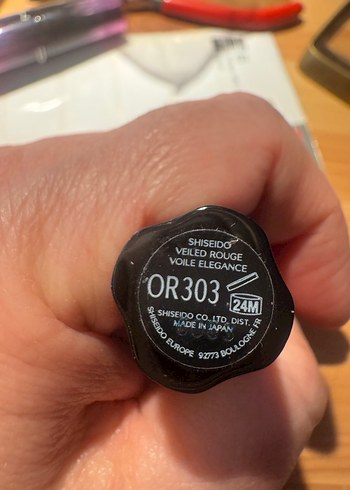 SHISEIDO
VEILED ROUGE
VOILE ELEGANCE
OR303
24M
SHISEIDO CO., LTD. DIST.
MADE IN JAPAN
SHISEIDO EUROPE 92773 BOULOGNE FR